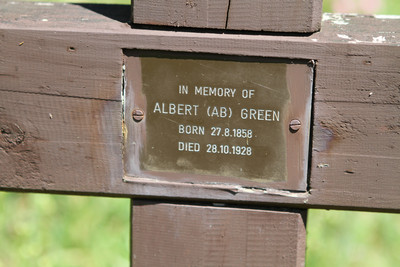 IN MEMORY OF
ALBERT (AB) GREEN
BORN 27.8.1858
DIED 28.10.1928